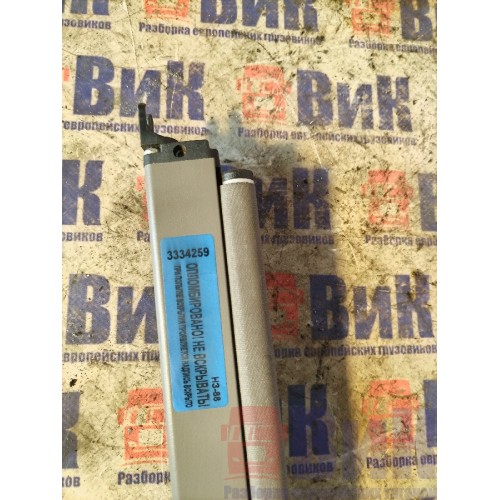 ВиК
Разборка европейских грузовиков
3334259
ОПЛОМБИРОВАНО! НЕ ВСКРЫВАТЬ!
НЗ-88